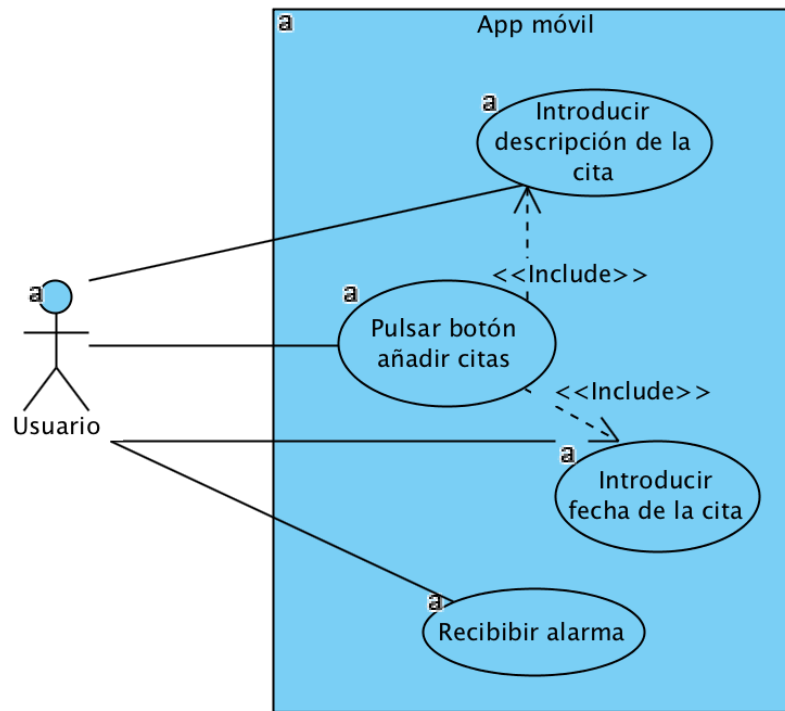 a
App móvil
a
Introducir
descripción de la
cita
<<Include>>
a
a
Pulsar botón
añadir citas
<<Include>>
Usuario
a
Introducir
fecha de la cita
a
Recibibir alarma